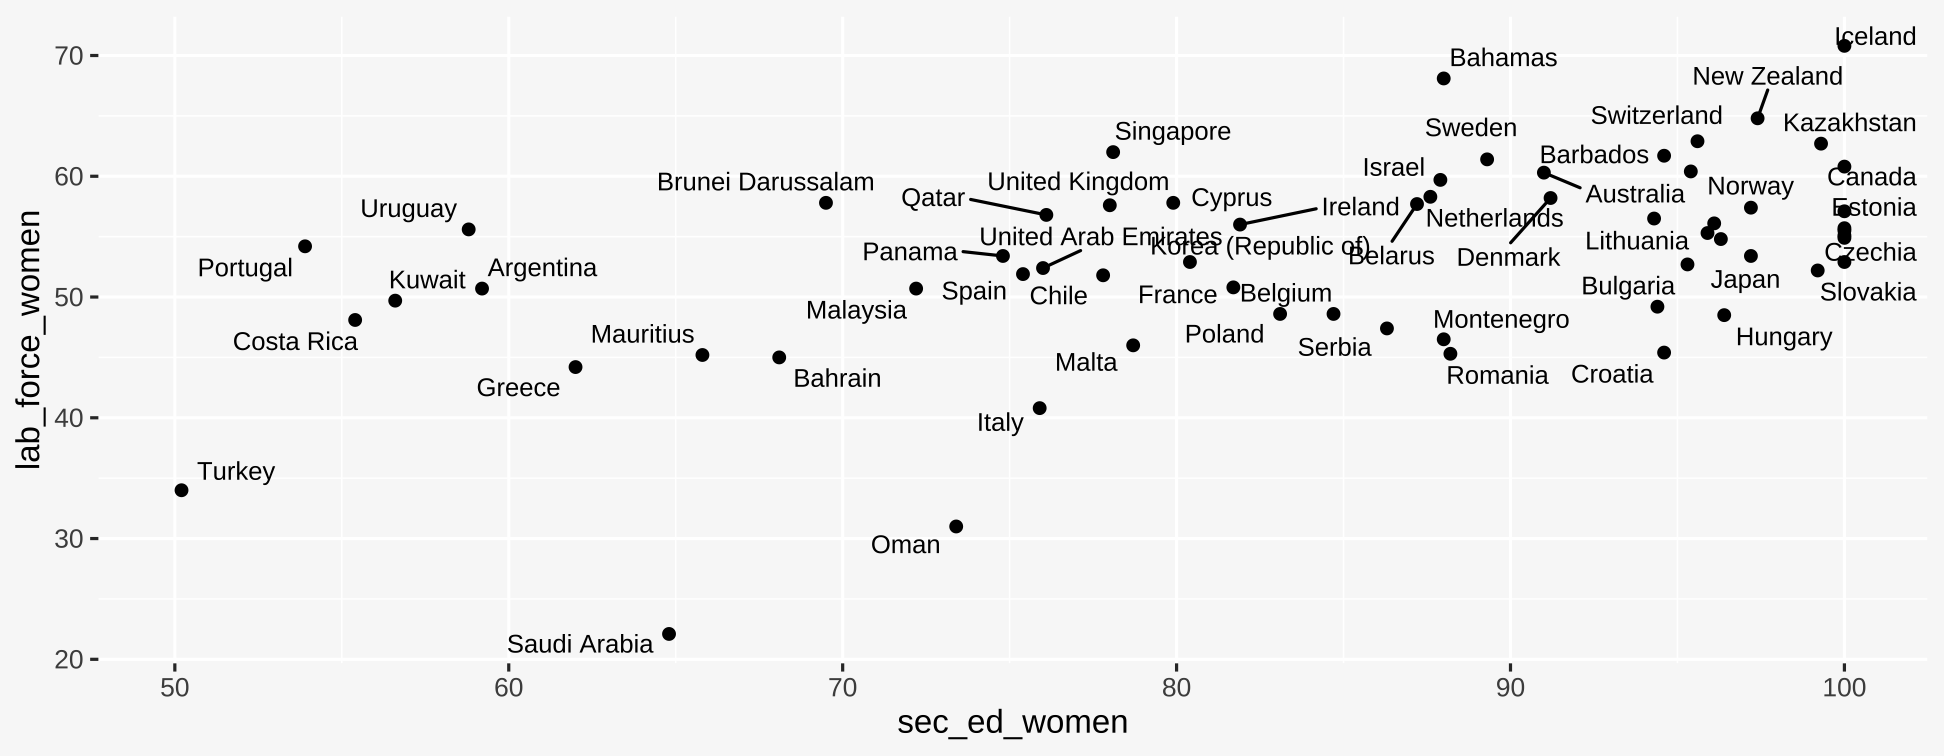 Iceland
70
Bahamas
New Zealand
Switzerland
Kazakhstan
Singapore
Sweden
Barbados
Israel
60
Brunei Darussalam
United Kingdom
Canada
Qatar
Cyprus
Australia
Norway
Uruguay
Ireland
Estonia
Netherlands
United Arab Emirates
Korea (Republic of)
Lithuania
Panama
Belarus
Denmark
Czechia
Portugal
Argentina
Kuwait
Japan
Bulgaria
50
Spain
Chile
France
Belgium
Slovakia
Malaysia
Montenegro
Costa Rica
Mauritius
Poland
Serbia
Hungary
Malta
Greece
Bahrain
Romania
Croatia
40
Italy
Turkey
30
Oman
Saudi Arabia
20
lab_force_women
50
60
70
80
90
100
sec_ed_women